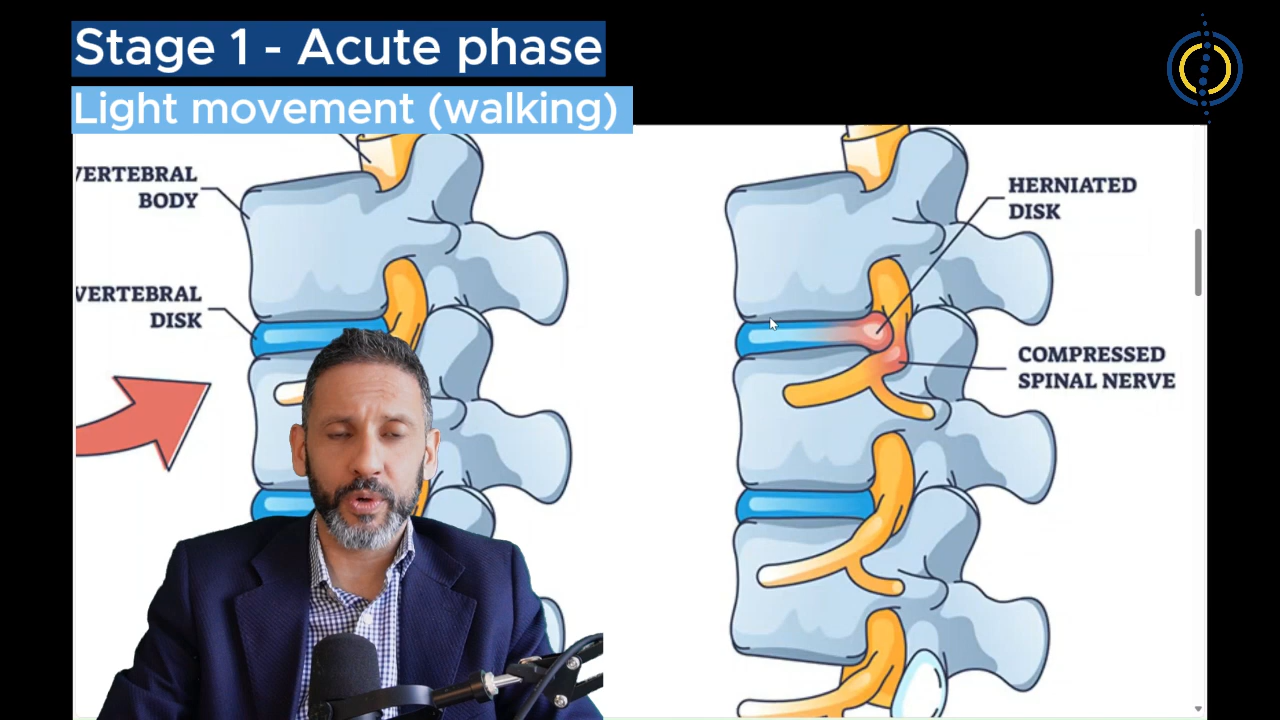 Stage 1 - Acute phase
Light movement (walking)
VERTEBRAL
BODY
VERTEBRAL
DISK
HERNIATED
DISK
COMPRESSED
SPINAL NERVE